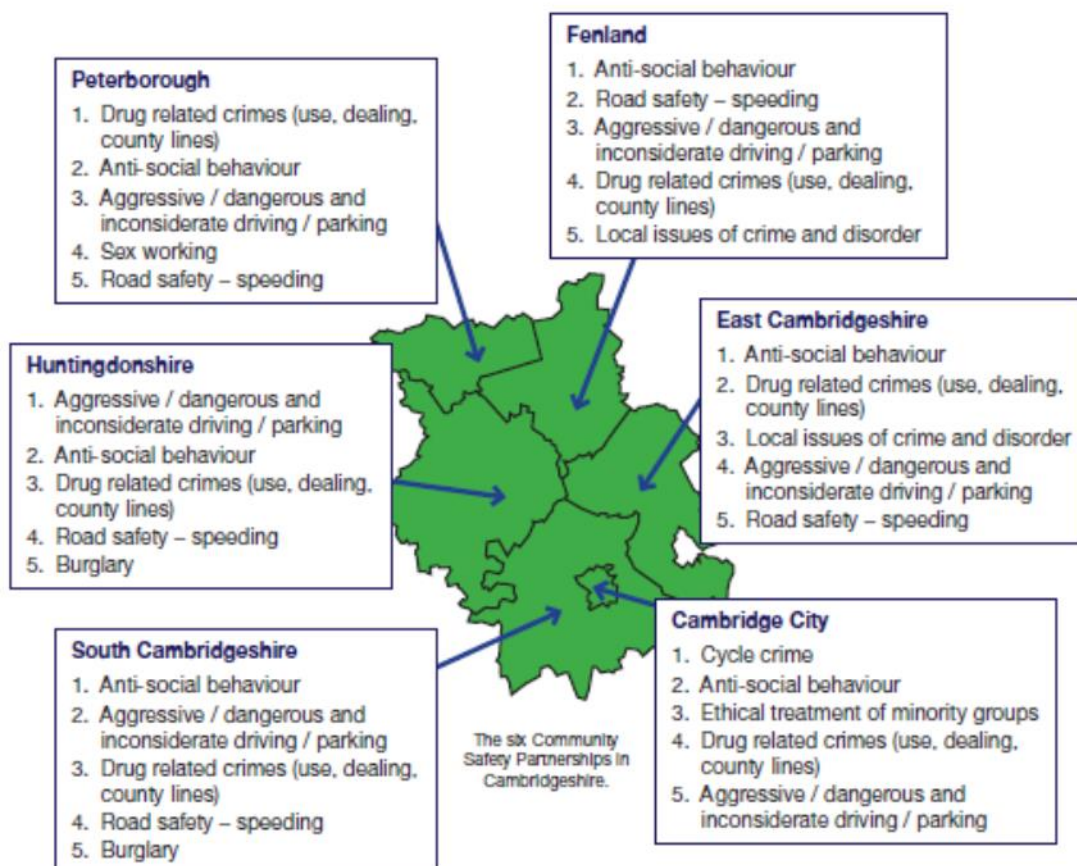 Fenland
1. Anti-social behaviour
2. Road safety – speeding
3. Aggressive / dangerous and
inconsiderate driving / parking
4. Drug related crimes (use, dealing,
county lines)
5. Local issues of crime and disorder
Peterborough
1. Drug related crimes (use, dealing,
county lines)
2. Anti-social behaviour
3. Aggressive / dangerous and
inconsiderate driving / parking
4. Sex working
5. Road safety – speeding
East Cambridgeshire
1. Anti-social behaviour
2. Drug related crimes (use, dealing,
county lines)
3. Local issues of crime and disorder
4. Aggressive / dangerous and
inconsiderate driving / parking
5. Road safety – speeding
Huntingdonshire
1. Aggressive / dangerous and
inconsiderate driving / parking
2. Anti-social behaviour
3. Drug related crimes (use, dealing,
county lines)
4. Road safety – speeding
5. Burglary
Cambridge City
1. Cycle crime
2. Anti-social behaviour
3. Ethical treatment of minority groups
4. Drug related crimes (use, dealing,
county lines)
5. Aggressive / dangerous and
inconsiderate driving / parking
South Cambridgeshire
1. Anti-social behaviour
2. Aggressive / dangerous and
inconsiderate driving / parking
3. Drug related crimes (use, dealing,
county lines)
4. Road safety – speeding
5. Burglary
The six Community
Safety Partnerships in
Cambridgeshire.